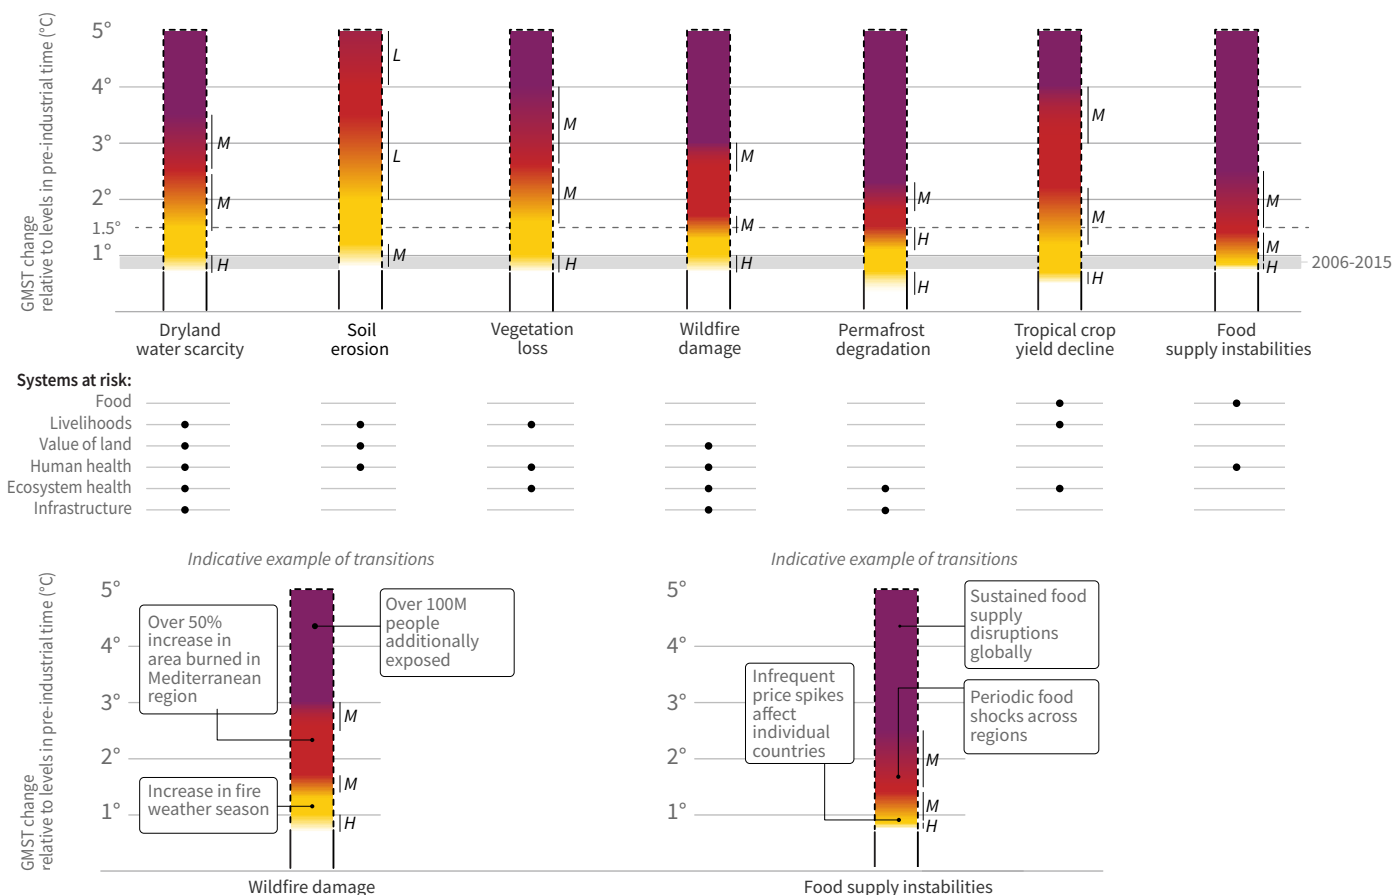 GMST change
relative to levels in pre-industrial time (°C)
5°
4°
3°
2°
1.5°
1°
M
M
H
L
L
M
M
M
H
M
M
H
M
H
H
M
M
H
M
M
H
2006-2015
Dryland
water scarcity
Soil
erosion
Vegetation
loss
Wildfire
damage
Permafrost
degradation
Tropical crop
yield decline
Food
supply instabilities
Systems at risk:
Food
Livelihoods
Value of land
Human health
Ecosystem health
Infrastructure
Indicative example of transitions
GMST change
relative to levels in pre-industrial time (°C)
5°
4°
3°
2°
1°
Over 50%
increase in
area burned in
Mediterranean
region
Over 100M
people
additionally
exposed
Increase in fire
weather season
M
M
H
Wildfire damage
Indicative example of transitions
5°
4°
3°
2°
1°
Sustained food
supply
disruptions
globally
Infrequent
price spikes
affect
individual
countries
Periodic food
shocks across
regions
M
M
H
Food supply instabilities